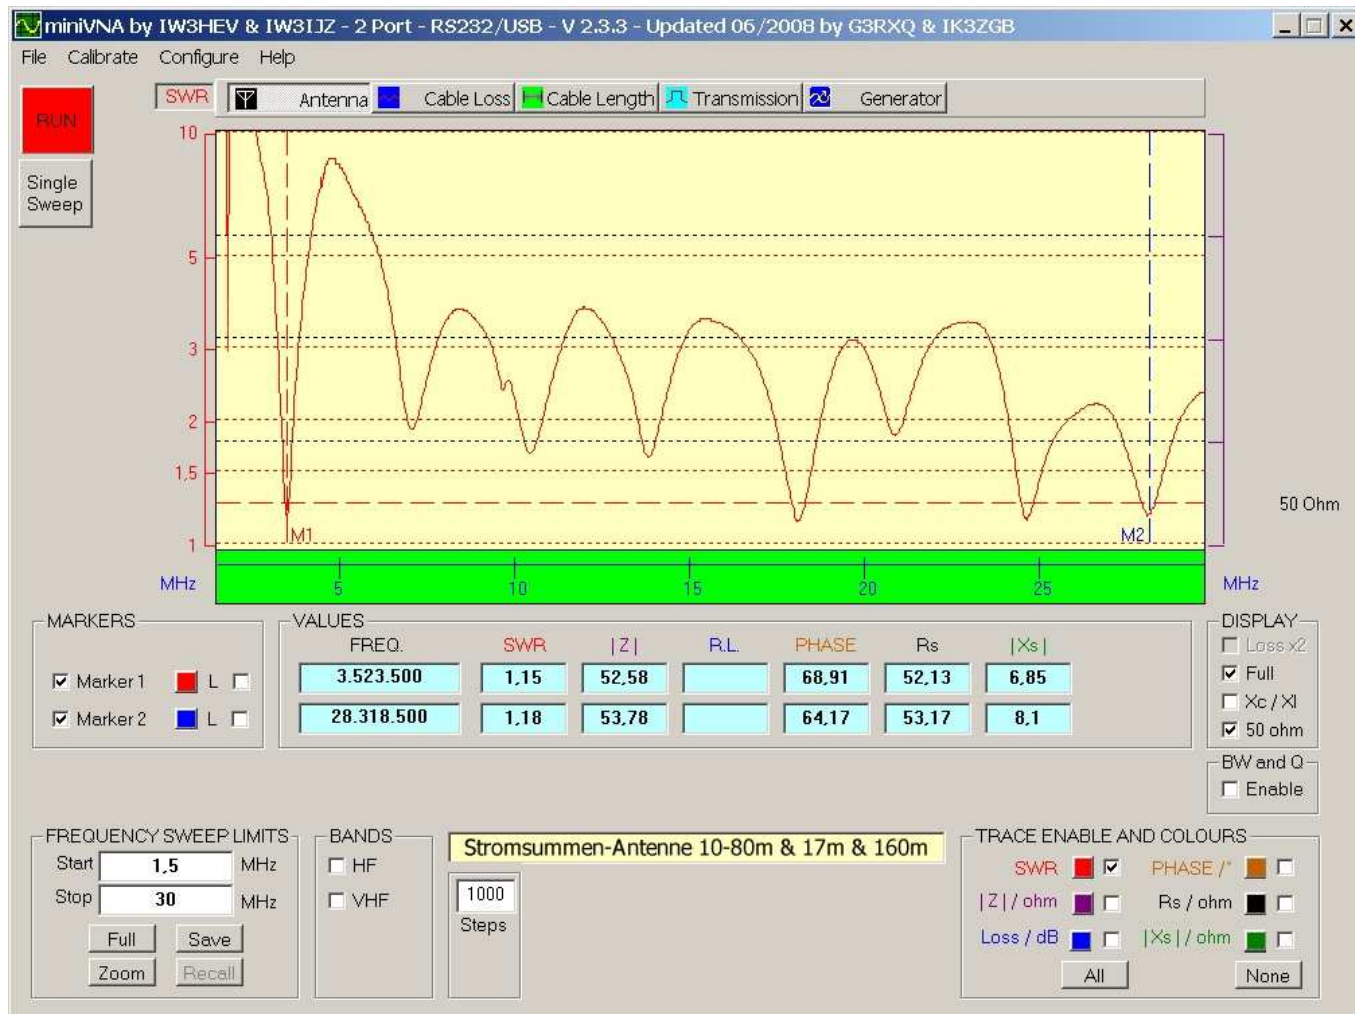 miniVNA by IW3HEV & IW3IJZ - 2 Port - RS232/USB - V 2.3.3 - Updated 06/2008 by G3RXQ & IK3ZGB
File Calibrate Configure Help
RUN
SWR Antenna Cable Loss Cable Length Transmission Generator
Single
Sweep
10
5
3
2
1,5
1
50 Ohm
M1 M2
MHz 5 10 15 20 25 MHz
MARKERS
Marker 1 L
Marker 2 L
VALUES
FREQ. SWR |Z| R.L. PHASE Rs |Xs|
3.523.500 1,15 52,58 68,91 52,13 6,85
28.318.500 1,18 53,78 64,17 53,17 8,1
DISPLAY
Loss x2
Full
Xc / Xl
50 ohm
BW and Q
Enable
FREQUENCY SWEEP LIMITS
Start 1,5 MHz
Stop 30 MHz
Full Save
Zoom Recall
BANDS
HF
VHF
Stromsummen-Antenne 10-80m & 17m & 160m
1000
Steps
TRACE ENABLE AND COLOURS
SWR PHASE /°
|Z| / ohm Rs / ohm
Loss / dB |Xs| / ohm
All None